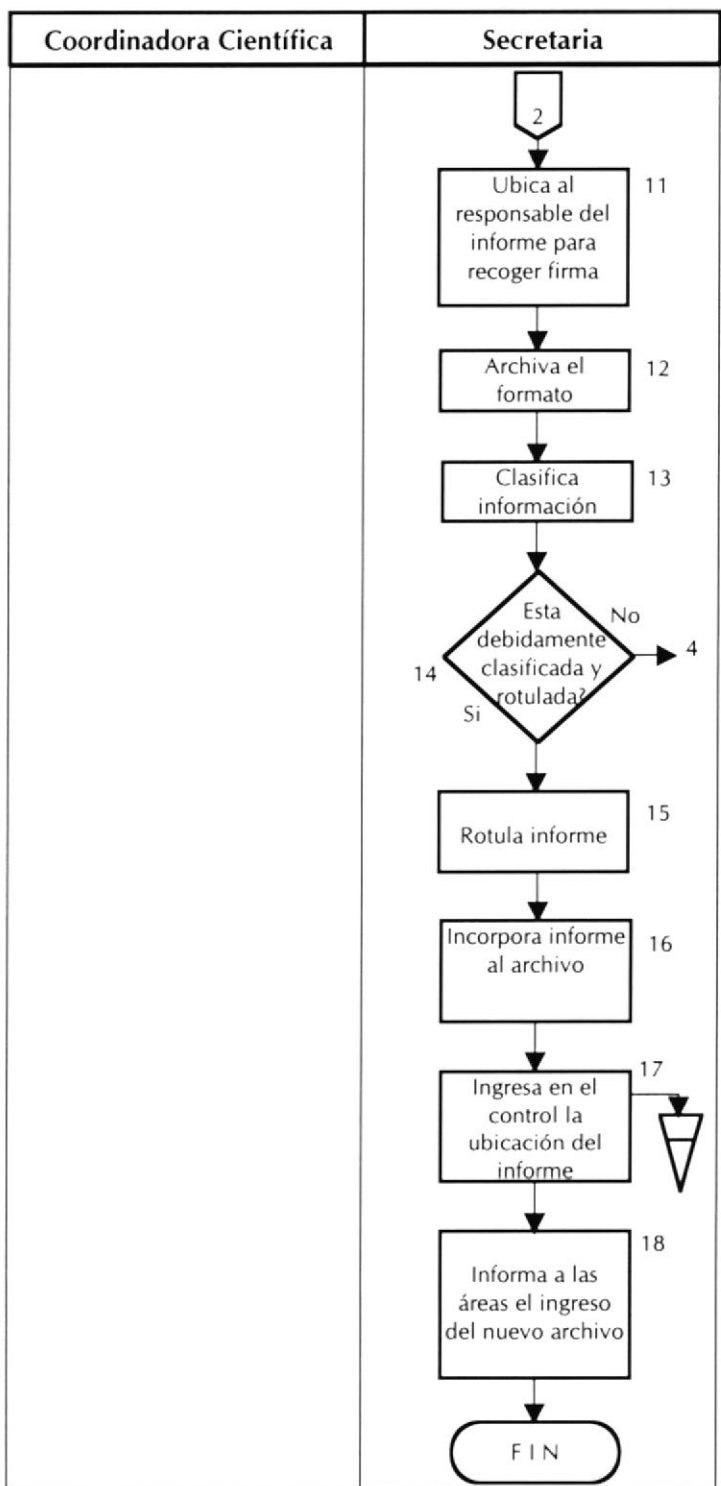 Coordinadora Científica
Secretaria
2
Ubica al
responsable del
informe para
recoger firma
11
Archiva el
formato
12
Clasifica
información
13
Esta
debidamente
clasificada y
rotulada?
No
4
14
Si
Rotula informe
15
Incorpora informe
al archivo
16
17
Ingresa en el
control la
ubicación del
informe
18
Informa a las
áreas el ingreso
del nuevo archivo
F I N